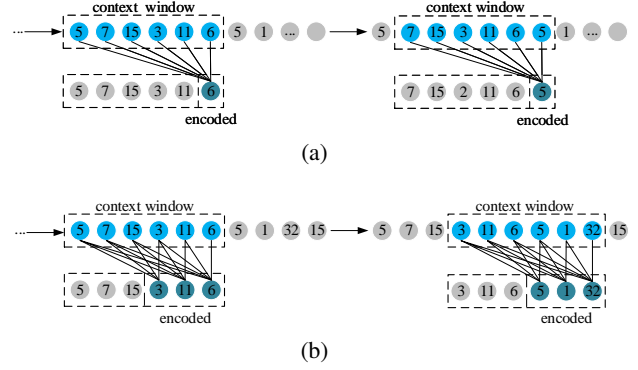 context window context window
... 5 7 15 3 11 6 5 1 ... 5 7 15 3 11 6 5 1 ...
5 7 15 3 11 6 7 15 2 11 6 5
encoded encoded
(a)
context window context window
... 5 7 15 3 11 6 5 1 32 15 5 7 15 3 11 6 5 1 32 15
5 7 15 3 11 6 3 11 6 5 1 32
encoded encoded
(b)